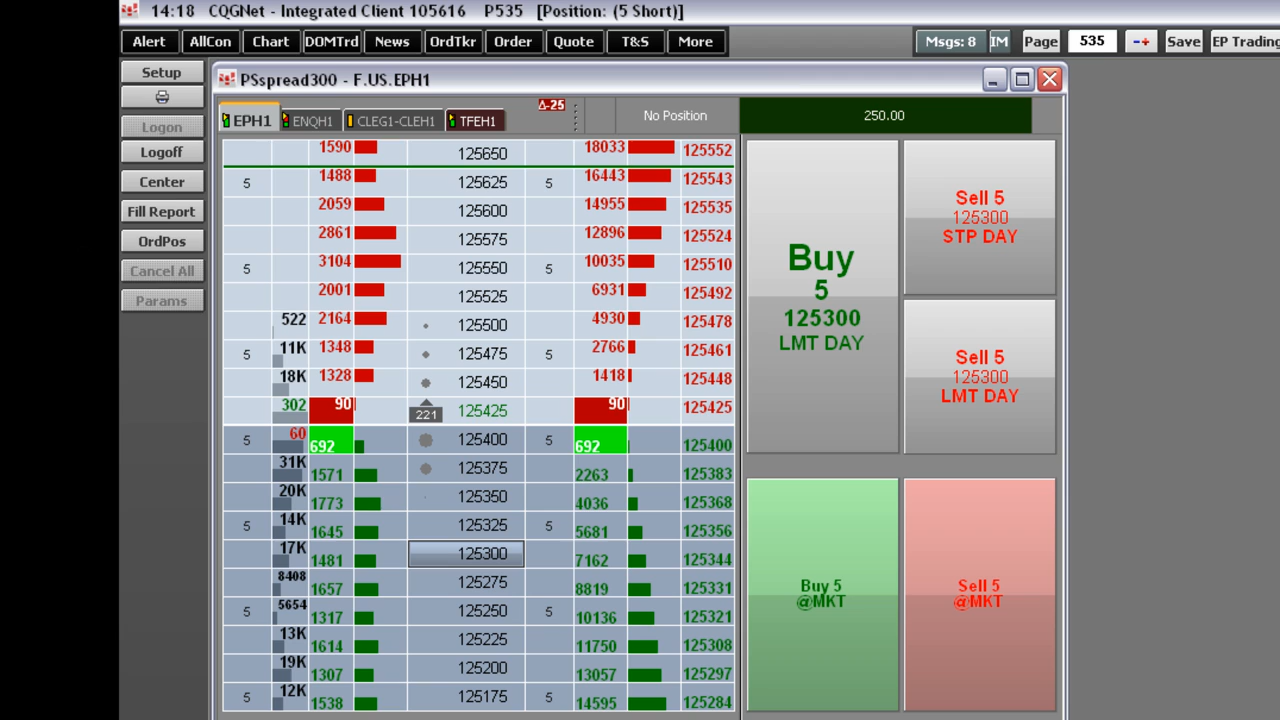 14:18 CQGNet - Integrated Client 105616 P535 [Position: (5 Short)]
Alert AllCon Chart DOMTrd News OrdTkr Order Quote T&S More Msgs: 8 IM Page 535 -+ Save EP Trading
Setup
Logon
Logoff
Center
Fill Report
OrdPos
Cancel All
Params
PSspread300 - F.US.EPH1
EPH1 ENQH1 CLEG1-CLEH1 TFEH1 Δ-25 No Position 250.00
1590 125650 18033 125552
5 1488 125625 5 16443 125543
2059 125600 14955 125535
2861 125575 12896 125524
5 3104 125550 5 10035 125510
2001 125525 6931 125492
522 2164 125500 4930 125478
5 11K 1348 125475 5 2766 125461
18K 1328 125450 1418 125448
302 90 221 125425 90 125425
5 60 692 125400 5 692 125400
31K 1571 125375 2263 125383
20K 1773 125350 4036 125368
5 14K 1645 125325 5 5681 125356
17K 1481 125300 7162 125344
8408 1657 125275 8819 125331
5 5654 1317 125250 5 10136 125321
13K 1614 125225 11750 125308
19K 1307 125200 13057 125297
5 12K 1538 125175 5 14595 125284
Buy
5
125300
LMT DAY
Sell 5
125300
STP DAY
Sell 5
125300
LMT DAY
Buy 5
@MKT
Sell 5
@MKT